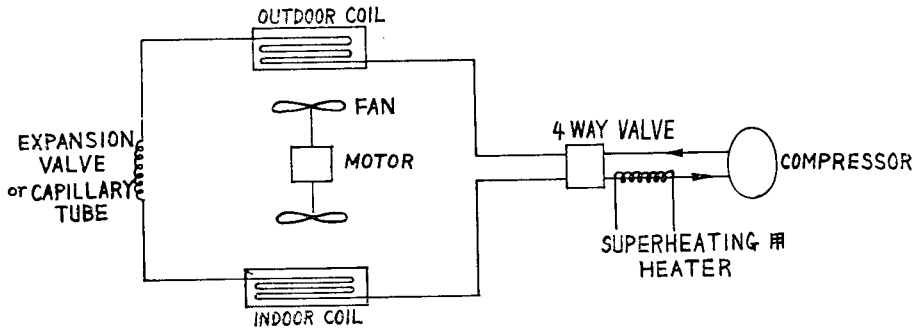 OUTDOOR COIL
FAN
4 WAY VALVE
EXPANSION
VALVE
or CAPILLARY
TUBE
MOTOR
COMPRESSOR
SUPERHEATING 用
HEATER
INDOOR COIL